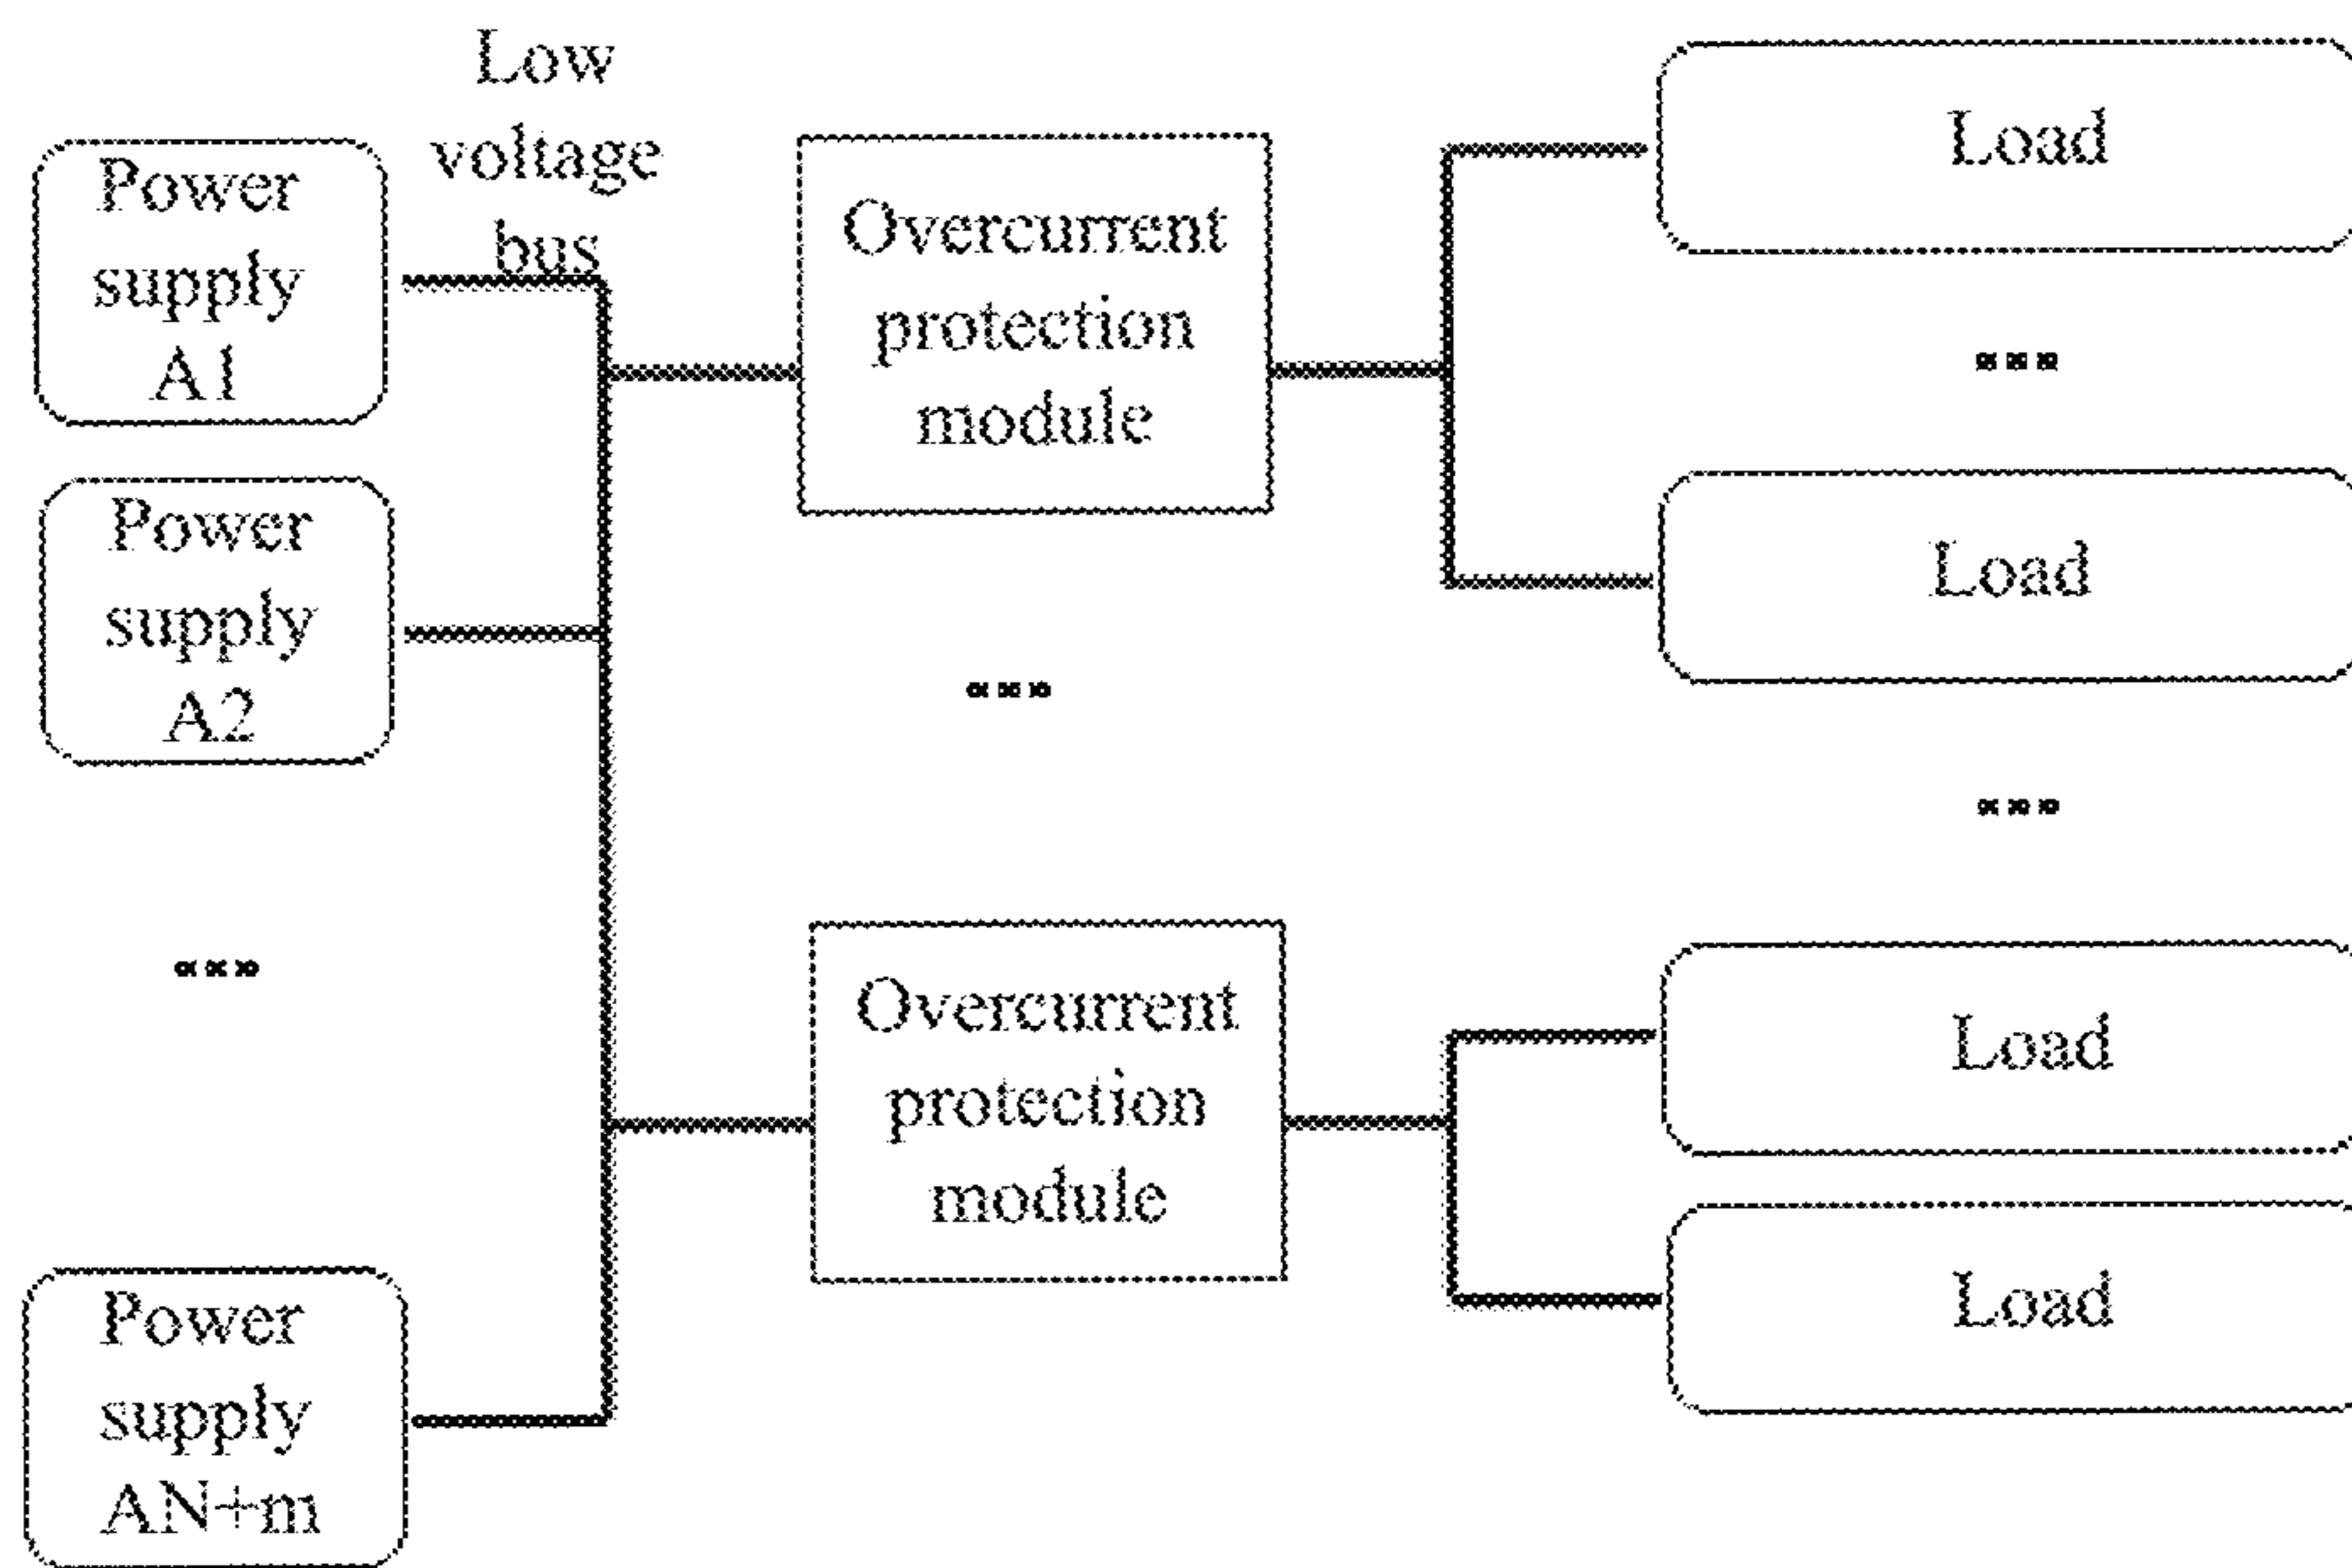 Low
voltage
bus
Power
supply
A1
Overcurrent
protection
module
Load
...
Load
Power
supply
A2
...
...
...
Overcurrent
protection
module
Load
Load
Power
supply
AN+m